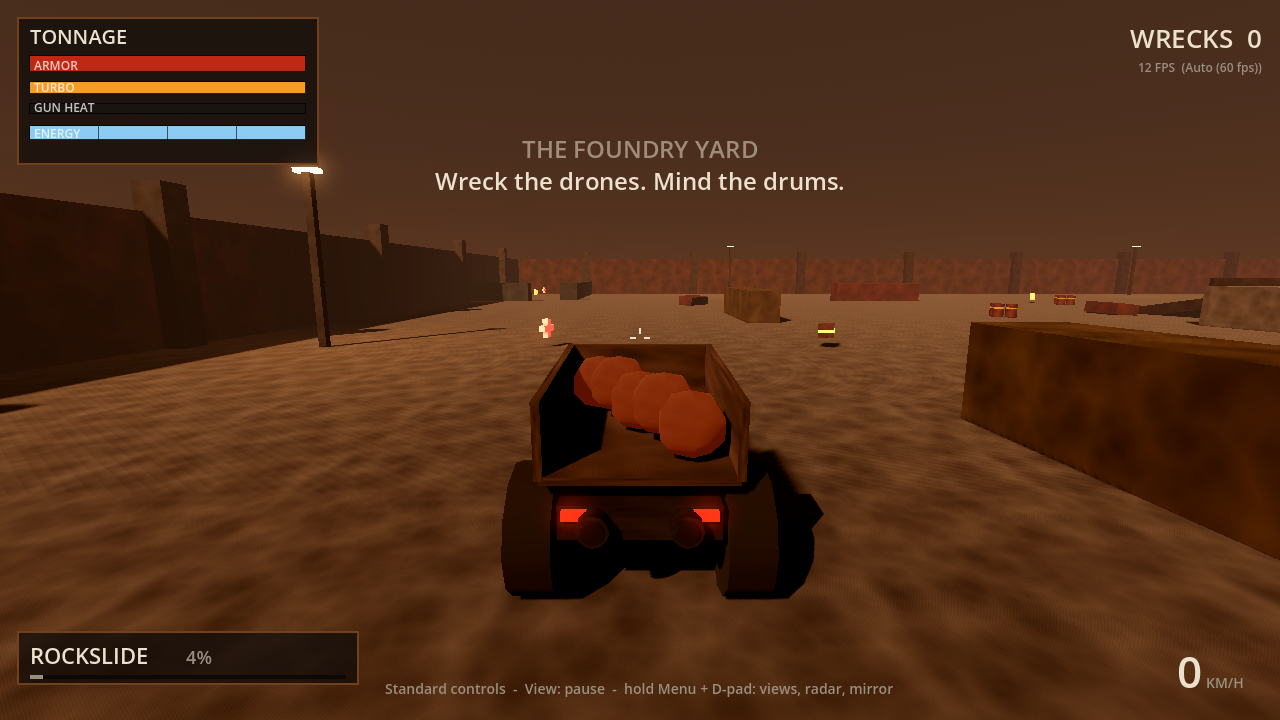 TONNAGE
ARMOR
TURBO
GUN HEAT
ENERGY
WRECKS 0
12 FPS (Auto (60 fps))
THE FOUNDRY YARD
Wreck the drones. Mind the drums.
ROCKSLIDE 4%
Standard controls - View: pause - hold Menu + D-pad: views, radar, mirror
0 KM/H